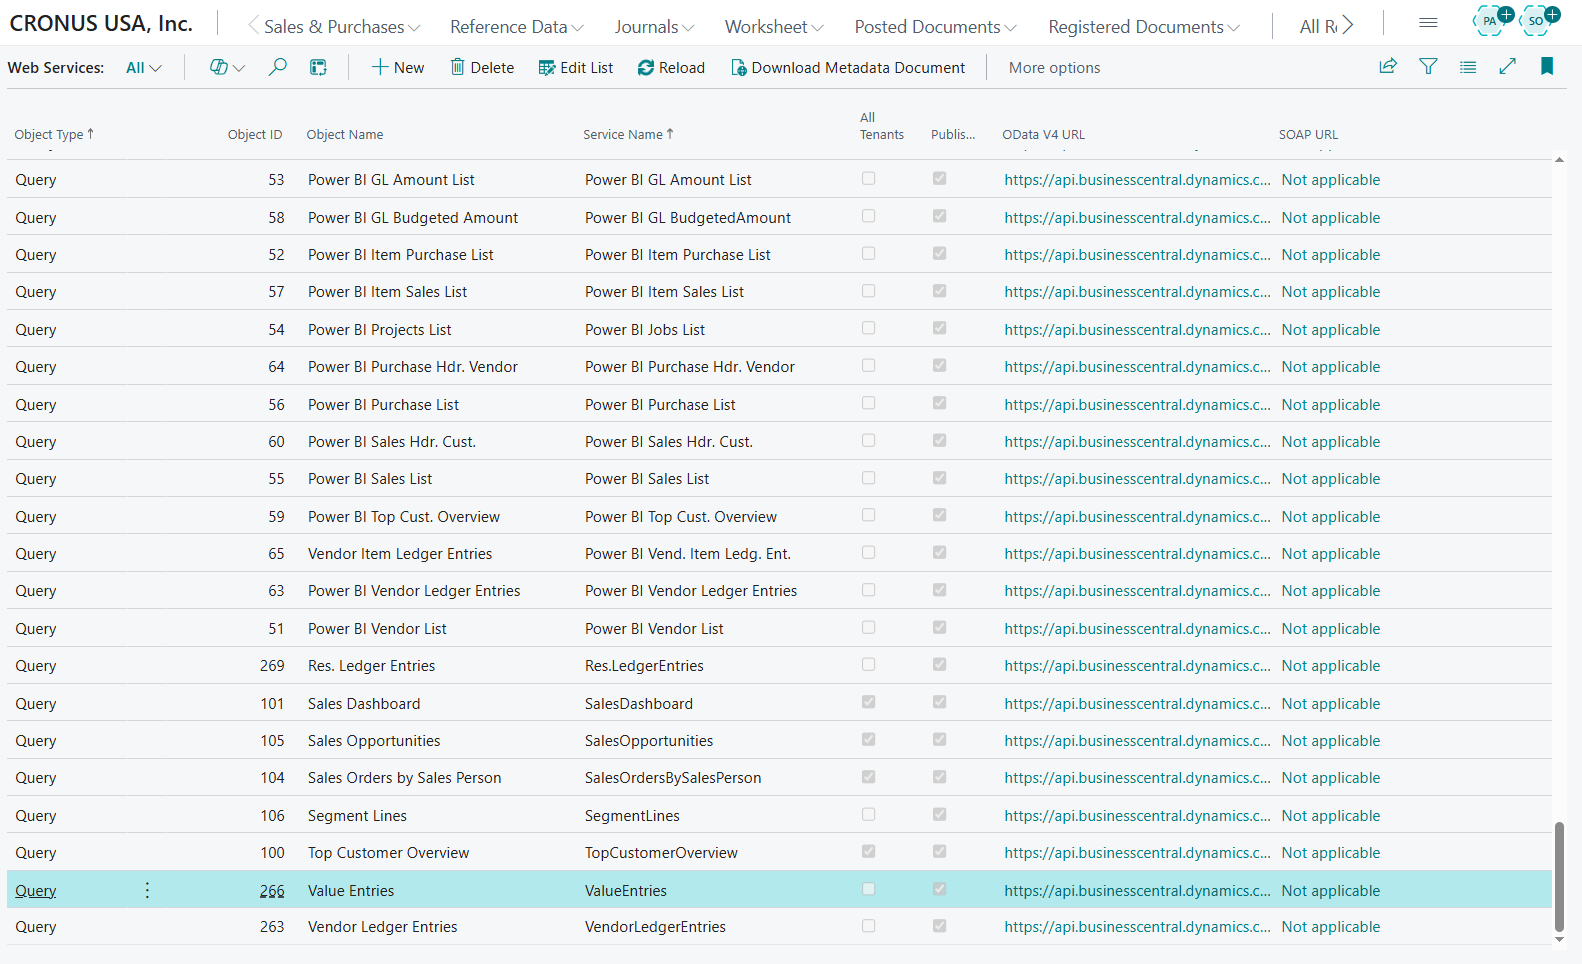 CRONUS USA, Inc.
Sales & Purchases Reference Data Journals Worksheet Posted Documents Registered Documents All Re
PA SO
Web Services: All New Delete Edit List Reload Download Metadata Document More options
Object Type Object ID Object Name Service Name All Tenants Publis... OData V4 URL SOAP URL
Query 53 Power BI GL Amount List Power BI GL Amount List https://api.businesscentral.dynamics.c... Not applicable
Query 58 Power BI GL Budgeted Amount Power BI GL BudgetedAmount https://api.businesscentral.dynamics.c... Not applicable
Query 52 Power BI Item Purchase List Power BI Item Purchase List https://api.businesscentral.dynamics.c... Not applicable
Query 57 Power BI Item Sales List Power BI Item Sales List https://api.businesscentral.dynamics.c... Not applicable
Query 54 Power BI Projects List Power BI Jobs List https://api.businesscentral.dynamics.c... Not applicable
Query 64 Power BI Purchase Hdr. Vendor Power BI Purchase Hdr. Vendor https://api.businesscentral.dynamics.c... Not applicable
Query 56 Power BI Purchase List Power BI Purchase List https://api.businesscentral.dynamics.c... Not applicable
Query 60 Power BI Sales Hdr. Cust. Power BI Sales Hdr. Cust. https://api.businesscentral.dynamics.c... Not applicable
Query 55 Power BI Sales List Power BI Sales List https://api.businesscentral.dynamics.c... Not applicable
Query 59 Power BI Top Cust. Overview Power BI Top Cust. Overview https://api.businesscentral.dynamics.c... Not applicable
Query 65 Vendor Item Ledger Entries Power BI Vend. Item Ledg. Ent. https://api.businesscentral.dynamics.c... Not applicable
Query 63 Power BI Vendor Ledger Entries Power BI Vendor Ledger Entries https://api.businesscentral.dynamics.c... Not applicable
Query 51 Power BI Vendor List Power BI Vendor List https://api.businesscentral.dynamics.c... Not applicable
Query 269 Res. Ledger Entries Res.LedgerEntries https://api.businesscentral.dynamics.c... Not applicable
Query 101 Sales Dashboard SalesDashboard https://api.businesscentral.dynamics.c... Not applicable
Query 105 Sales Opportunities SalesOpportunities https://api.businesscentral.dynamics.c... Not applicable
Query 104 Sales Orders by Sales Person SalesOrdersBySalesPerson https://api.businesscentral.dynamics.c... Not applicable
Query 106 Segment Lines SegmentLines https://api.businesscentral.dynamics.c... Not applicable
Query 100 Top Customer Overview TopCustomerOverview https://api.businesscentral.dynamics.c... Not applicable
Query 266 Value Entries ValueEntries https://api.businesscentral.dynamics.c... Not applicable
Query 263 Vendor Ledger Entries VendorLedgerEntries https://api.businesscentral.dynamics.c... Not applicable